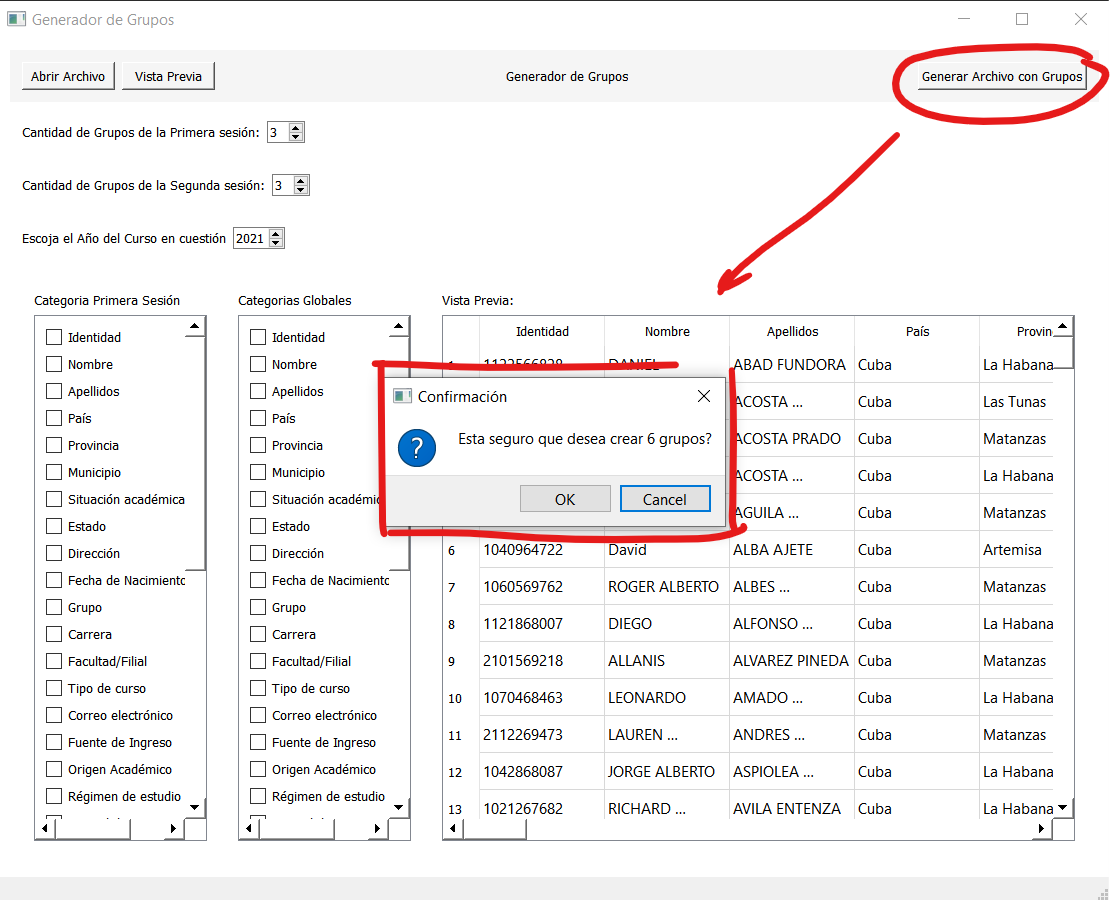 Generador de Grupos
Abrir Archivo Vista Previa Generador de Grupos Generar Archivo con Grupos
Cantidad de Grupos de la Primera sesión: 3
Cantidad de Grupos de la Segunda sesión: 3
Escoja el Año del Curso en cuestión 2021
Categoria Primera Sesión
Identidad
Nombre
Apellidos
País
Provincia
Municipio
Situación académica
Estado
Dirección
Fecha de Nacimiento
Grupo
Carrera
Facultad/Filial
Tipo de curso
Correo electrónico
Fuente de Ingreso
Origen Académico
Régimen de estudio
Categorias Globales
Identidad
Nombre
Apellidos
País
Provincia
Municipio
Situación académic
Estado
Dirección
Fecha de Nacimiento
Grupo
Carrera
Facultad/Filial
Tipo de curso
Correo electrónico
Fuente de Ingreso
Origen Académico
Régimen de estudio
Vista Previa:
Identidad Nombre Apellidos País Provin
1122566828 DANIEL ABAD FUNDORA Cuba La Habana
ACOSTA ... Cuba Las Tunas
ACOSTA PRADO Cuba Matanzas
ACOSTA ... Cuba La Habana
AGUILA ... Cuba Matanzas
6 1040964722 David ALBA AJETE Cuba Artemisa
7 1060569762 ROGER ALBERTO ALBES ... Cuba Matanzas
8 1121868007 DIEGO ALFONSO ... Cuba La Habana
9 2101569218 ALLANIS ALVAREZ PINEDA Cuba Matanzas
10 1070468463 LEONARDO AMADO ... Cuba La Habana
11 2112269473 LAUREN ... ANDRES ... Cuba Matanzas
12 1042868087 JORGE ALBERTO ASPIOLEA ... Cuba La Habana
13 1021267682 RICHARD ... AVILA ENTENZA Cuba La Habana
Confirmación
Esta seguro que desea crear 6 grupos?
OK Cancel